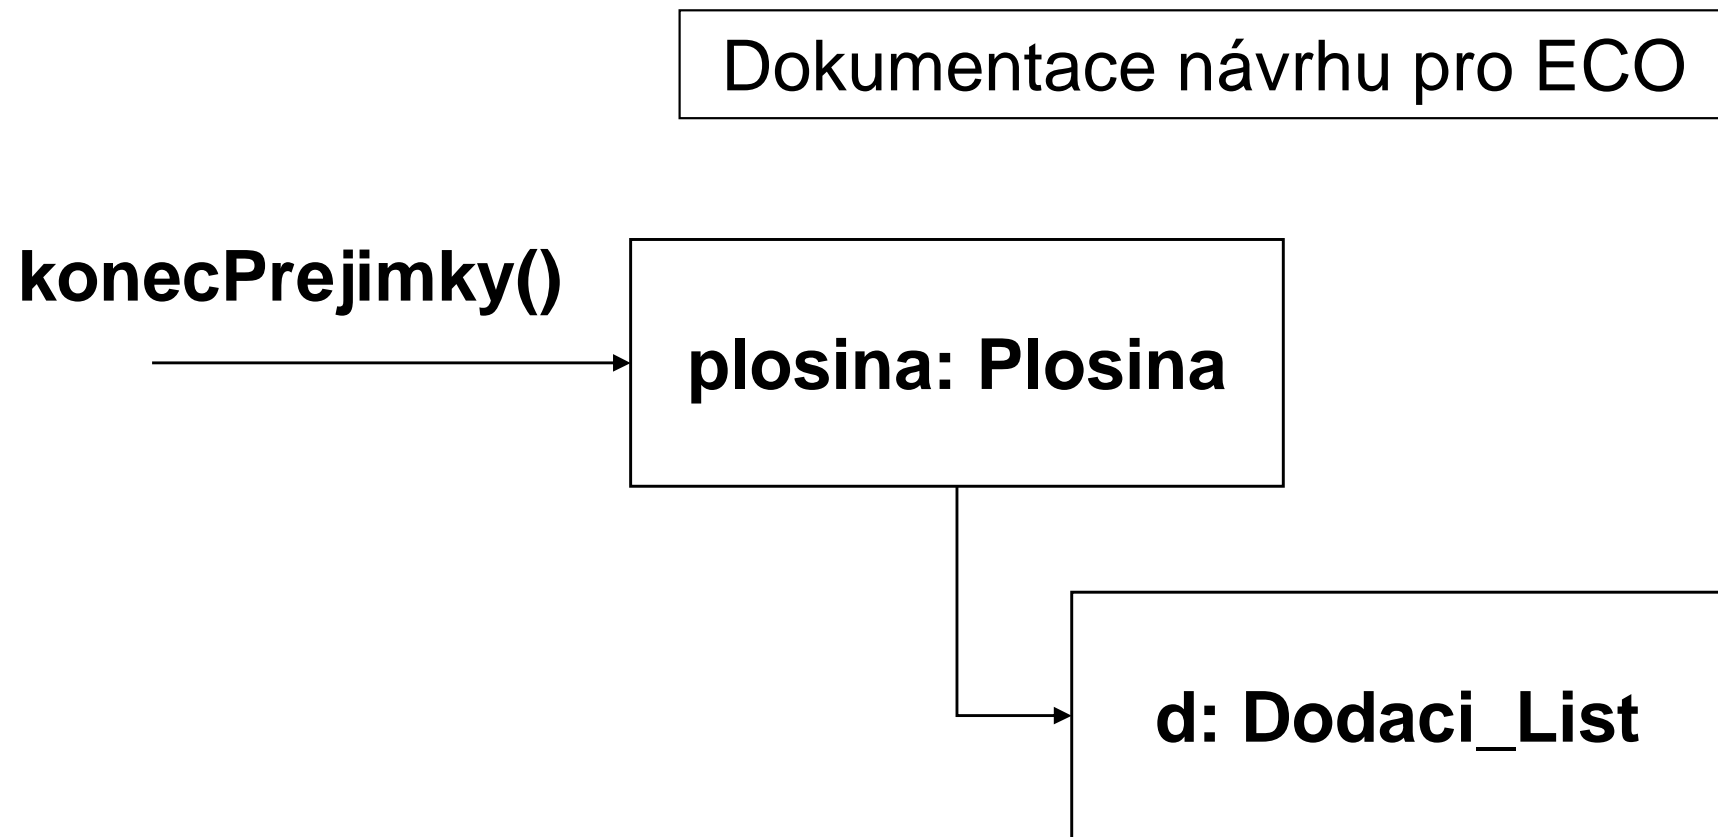 Dokumentace návrhu pro ECO
konecPrejimky()
plosina: Plosina
d: Dodaci_List